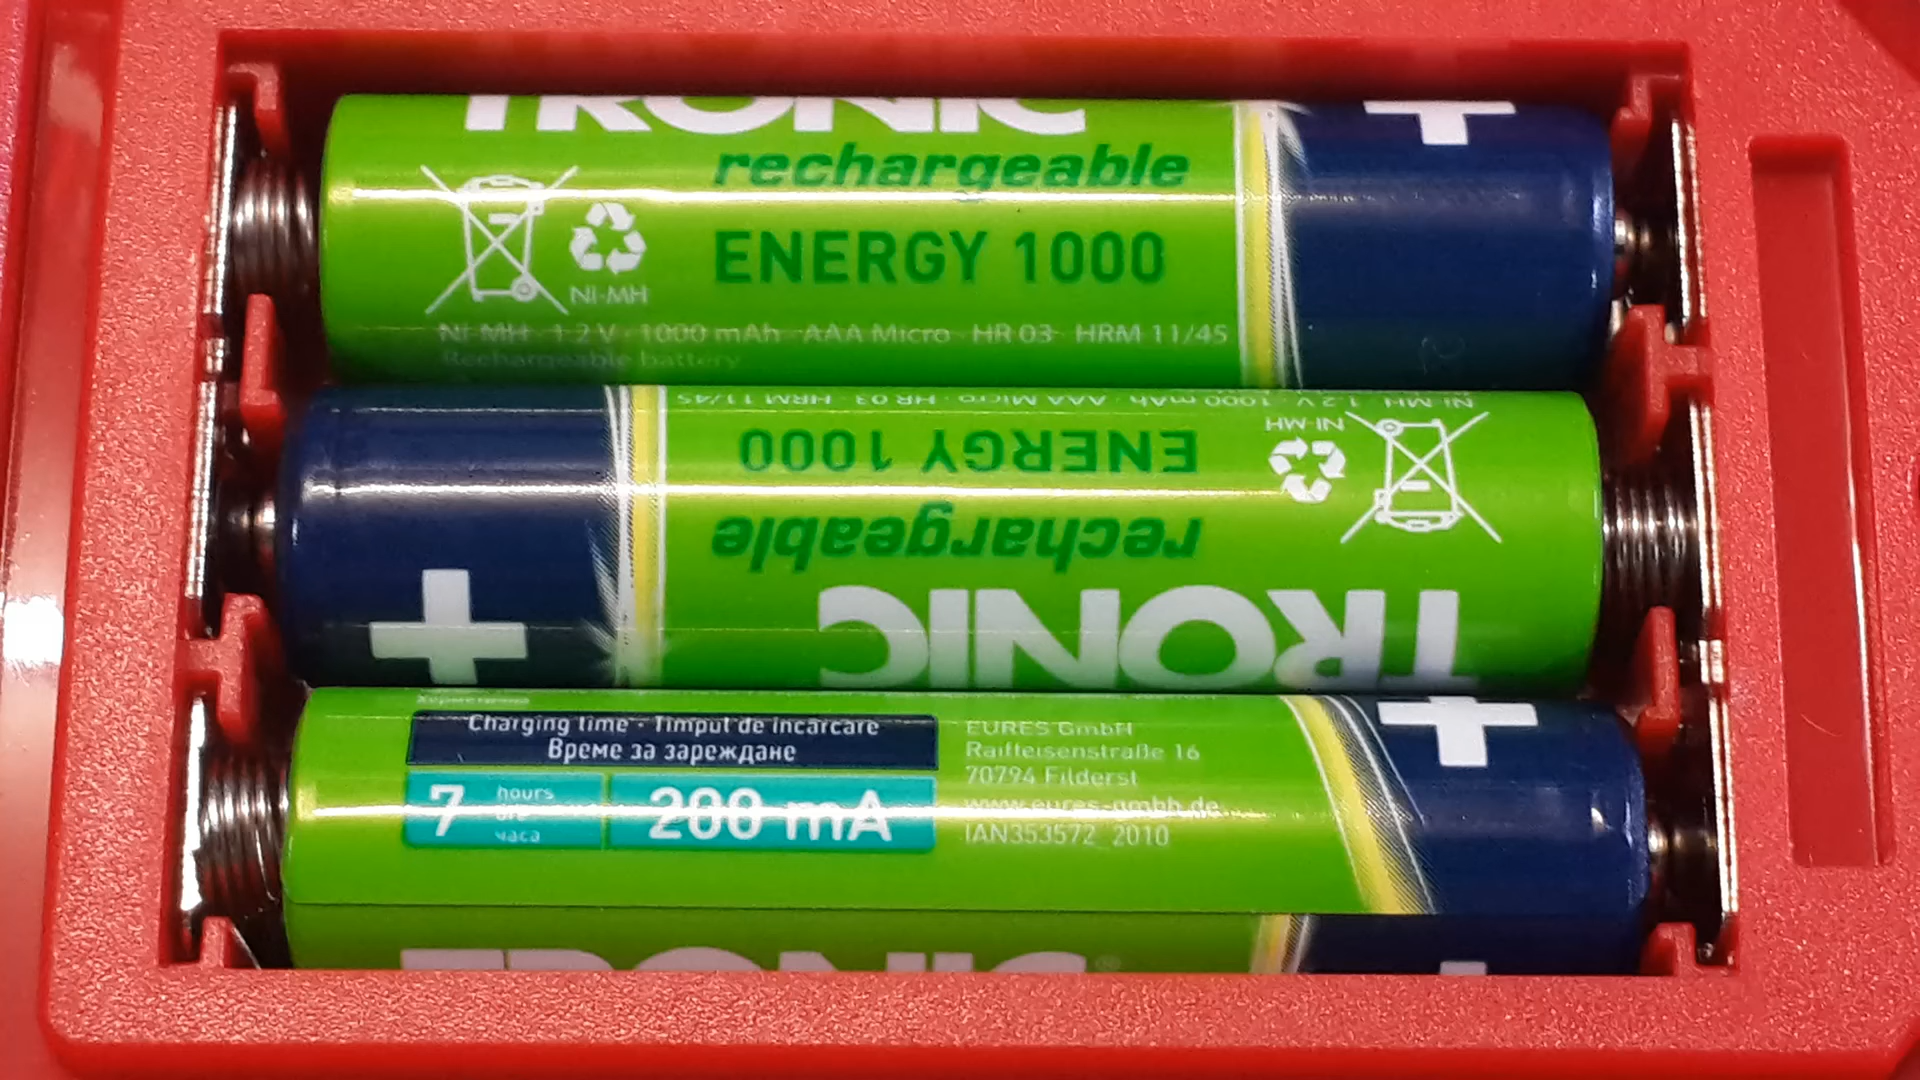 TRONIC
+
rechargeable
ENERGY 1000
NI-MH
NI-MH · 1.2 V · 1000 mAh · AAA Micro · HR 03 · HRM 11/45
Rechargeable battery
NI-MH · 1.2 V · 1000 mAh · AAA Micro · HR 03 · HRM 11/45
NI-MH
ENERGY 1000
rechargeable
TRONIC
+
Charging time · Timpul de încărcare
Време за зареждане
7 hours
ore
часа
200 mA
EURES GmbH
Raiffeisenstraße 16
70794 Filderst
www.eures-gmbh.de
IAN353572_2010
+
TRONIC®